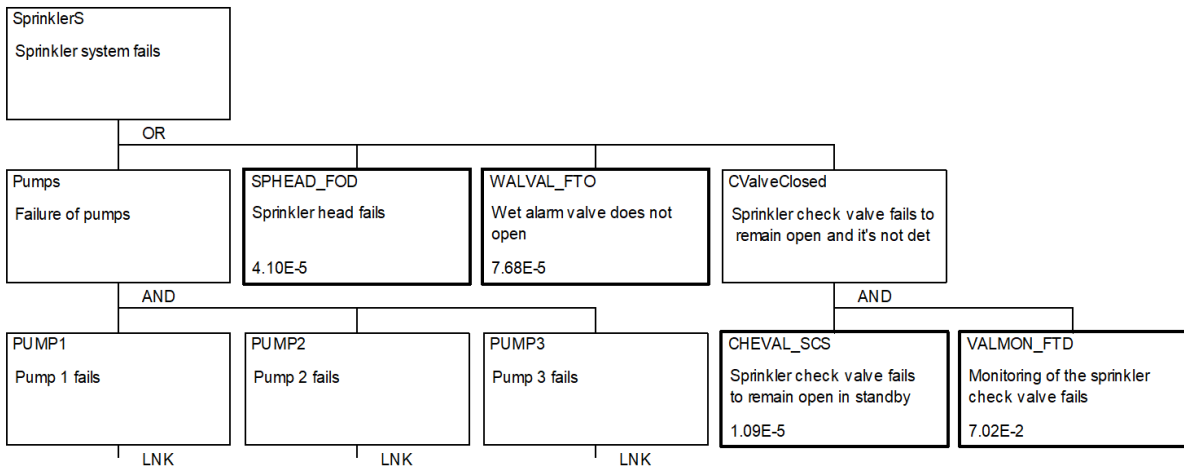 SprinklerS
Sprinkler system fails
OR
Pumps
Failure of pumps
SPHEAD_FOD
Sprinkler head fails
4.10E-5
WALVAL_FTO
Wet alarm valve does not
open
7.68E-5
CValveClosed
Sprinkler check valve fails to
remain open and it's not det
AND
AND
PUMP1
Pump 1 fails
LNK
PUMP2
Pump 2 fails
LNK
PUMP3
Pump 3 fails
LNK
CHEVAL_SCS
Sprinkler check valve fails
to remain open in standby
1.09E-5
VALMON_FTD
Monitoring of the sprinkler
check valve fails
7.02E-2